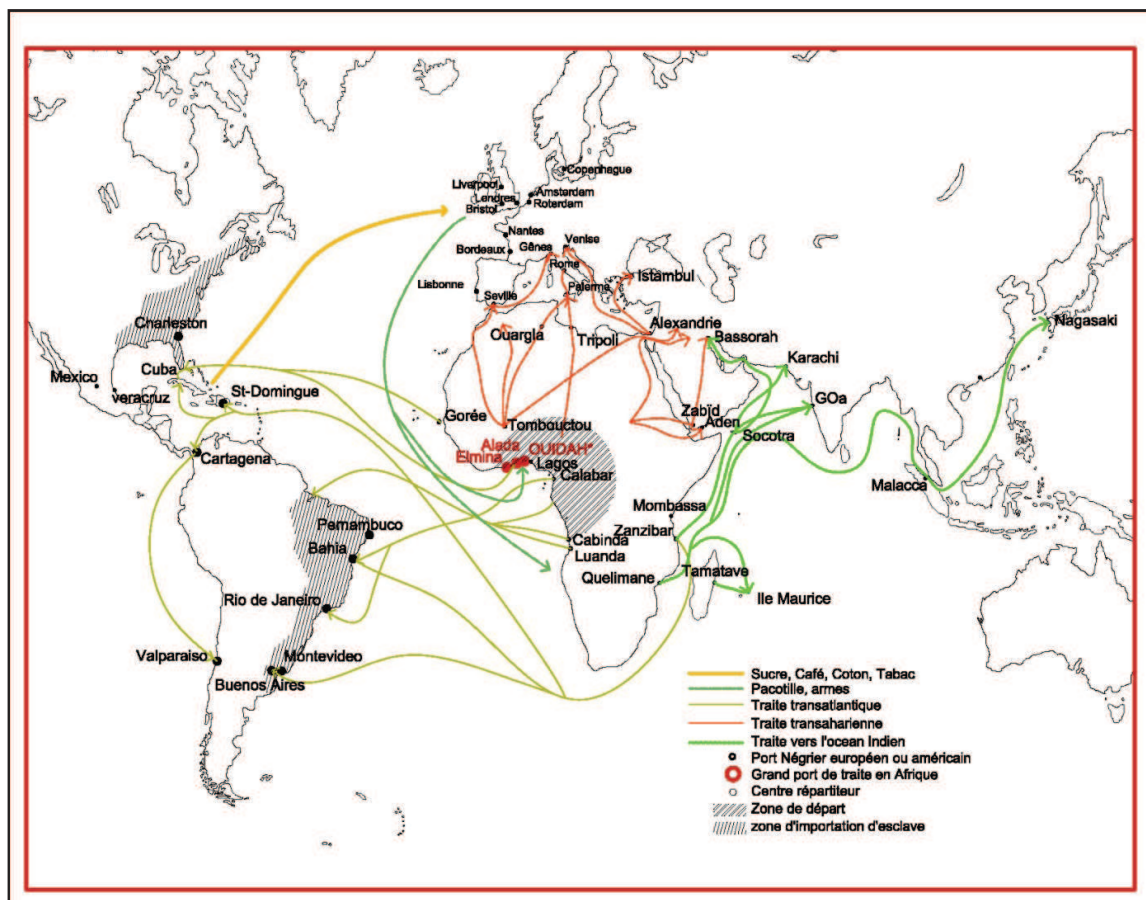 Copenhague
Liverpool
Amsterdam
Londres
Roterdam
Bristol
Nantes
Bordeaux
Gênes
Venise
Rome
Istambul
Lisbonne
Seville
Palerme
Charleston
Ouargla
Tripoli
Alexandrie
Bassorah
Nagasaki
Cuba
Karachi
Mexico
veracruz
St-Domingue
Gorée
Tombouctou
Zabid
Aden
GOa
Socotra
Alada
OUIDAH*
Elmina
Lagos
Cartagena
Calabar
Malacca
Mombassa
Pernambuco
Cabinda
Zanzibar
Bahia
Luanda
Quelimane
Tamatave
Ile Maurice
Rio de Janeiro
Valparaiso
Montevideo
Buenos Aires
Sucre, Café, Coton, Tabac
Pacotille, armes
Traite transatlantique
Traite transaharienne
Traite vers l'ocean Indien
Port Négrier européen ou américain
Grand port de traite en Afrique
Centre répartiteur
Zone de départ
zone d'importation d'esclave